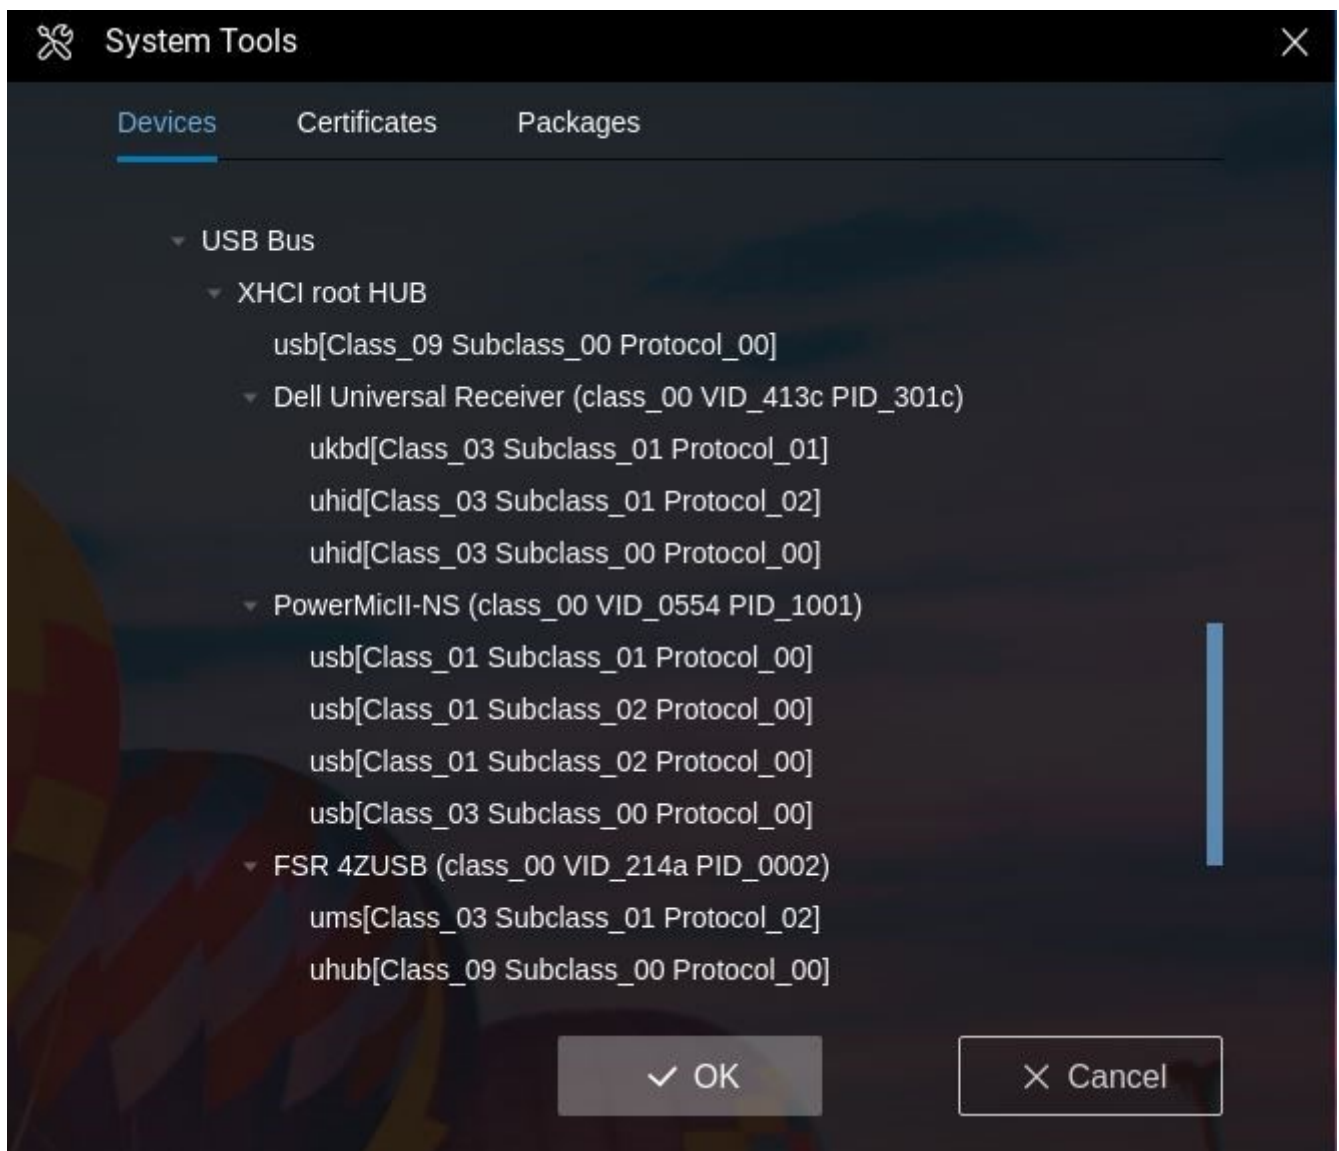 System Tools
Devices Certificates Packages
USB Bus
XHCI root HUB
usb[Class_09 Subclass_00 Protocol_00]
Dell Universal Receiver (class_00 VID_413c PID_301c)
ukbd[Class_03 Subclass_01 Protocol_01]
uhid[Class_03 Subclass_01 Protocol_02]
uhid[Class_03 Subclass_00 Protocol_00]
PowerMicII-NS (class_00 VID_0554 PID_1001)
usb[Class_01 Subclass_01 Protocol_00]
usb[Class_01 Subclass_02 Protocol_00]
usb[Class_01 Subclass_02 Protocol_00]
usb[Class_03 Subclass_00 Protocol_00]
FSR 4ZUSB (class_00 VID_214a PID_0002)
ums[Class_03 Subclass_01 Protocol_02]
uhub[Class_09 Subclass_00 Protocol_00]
OK Cancel